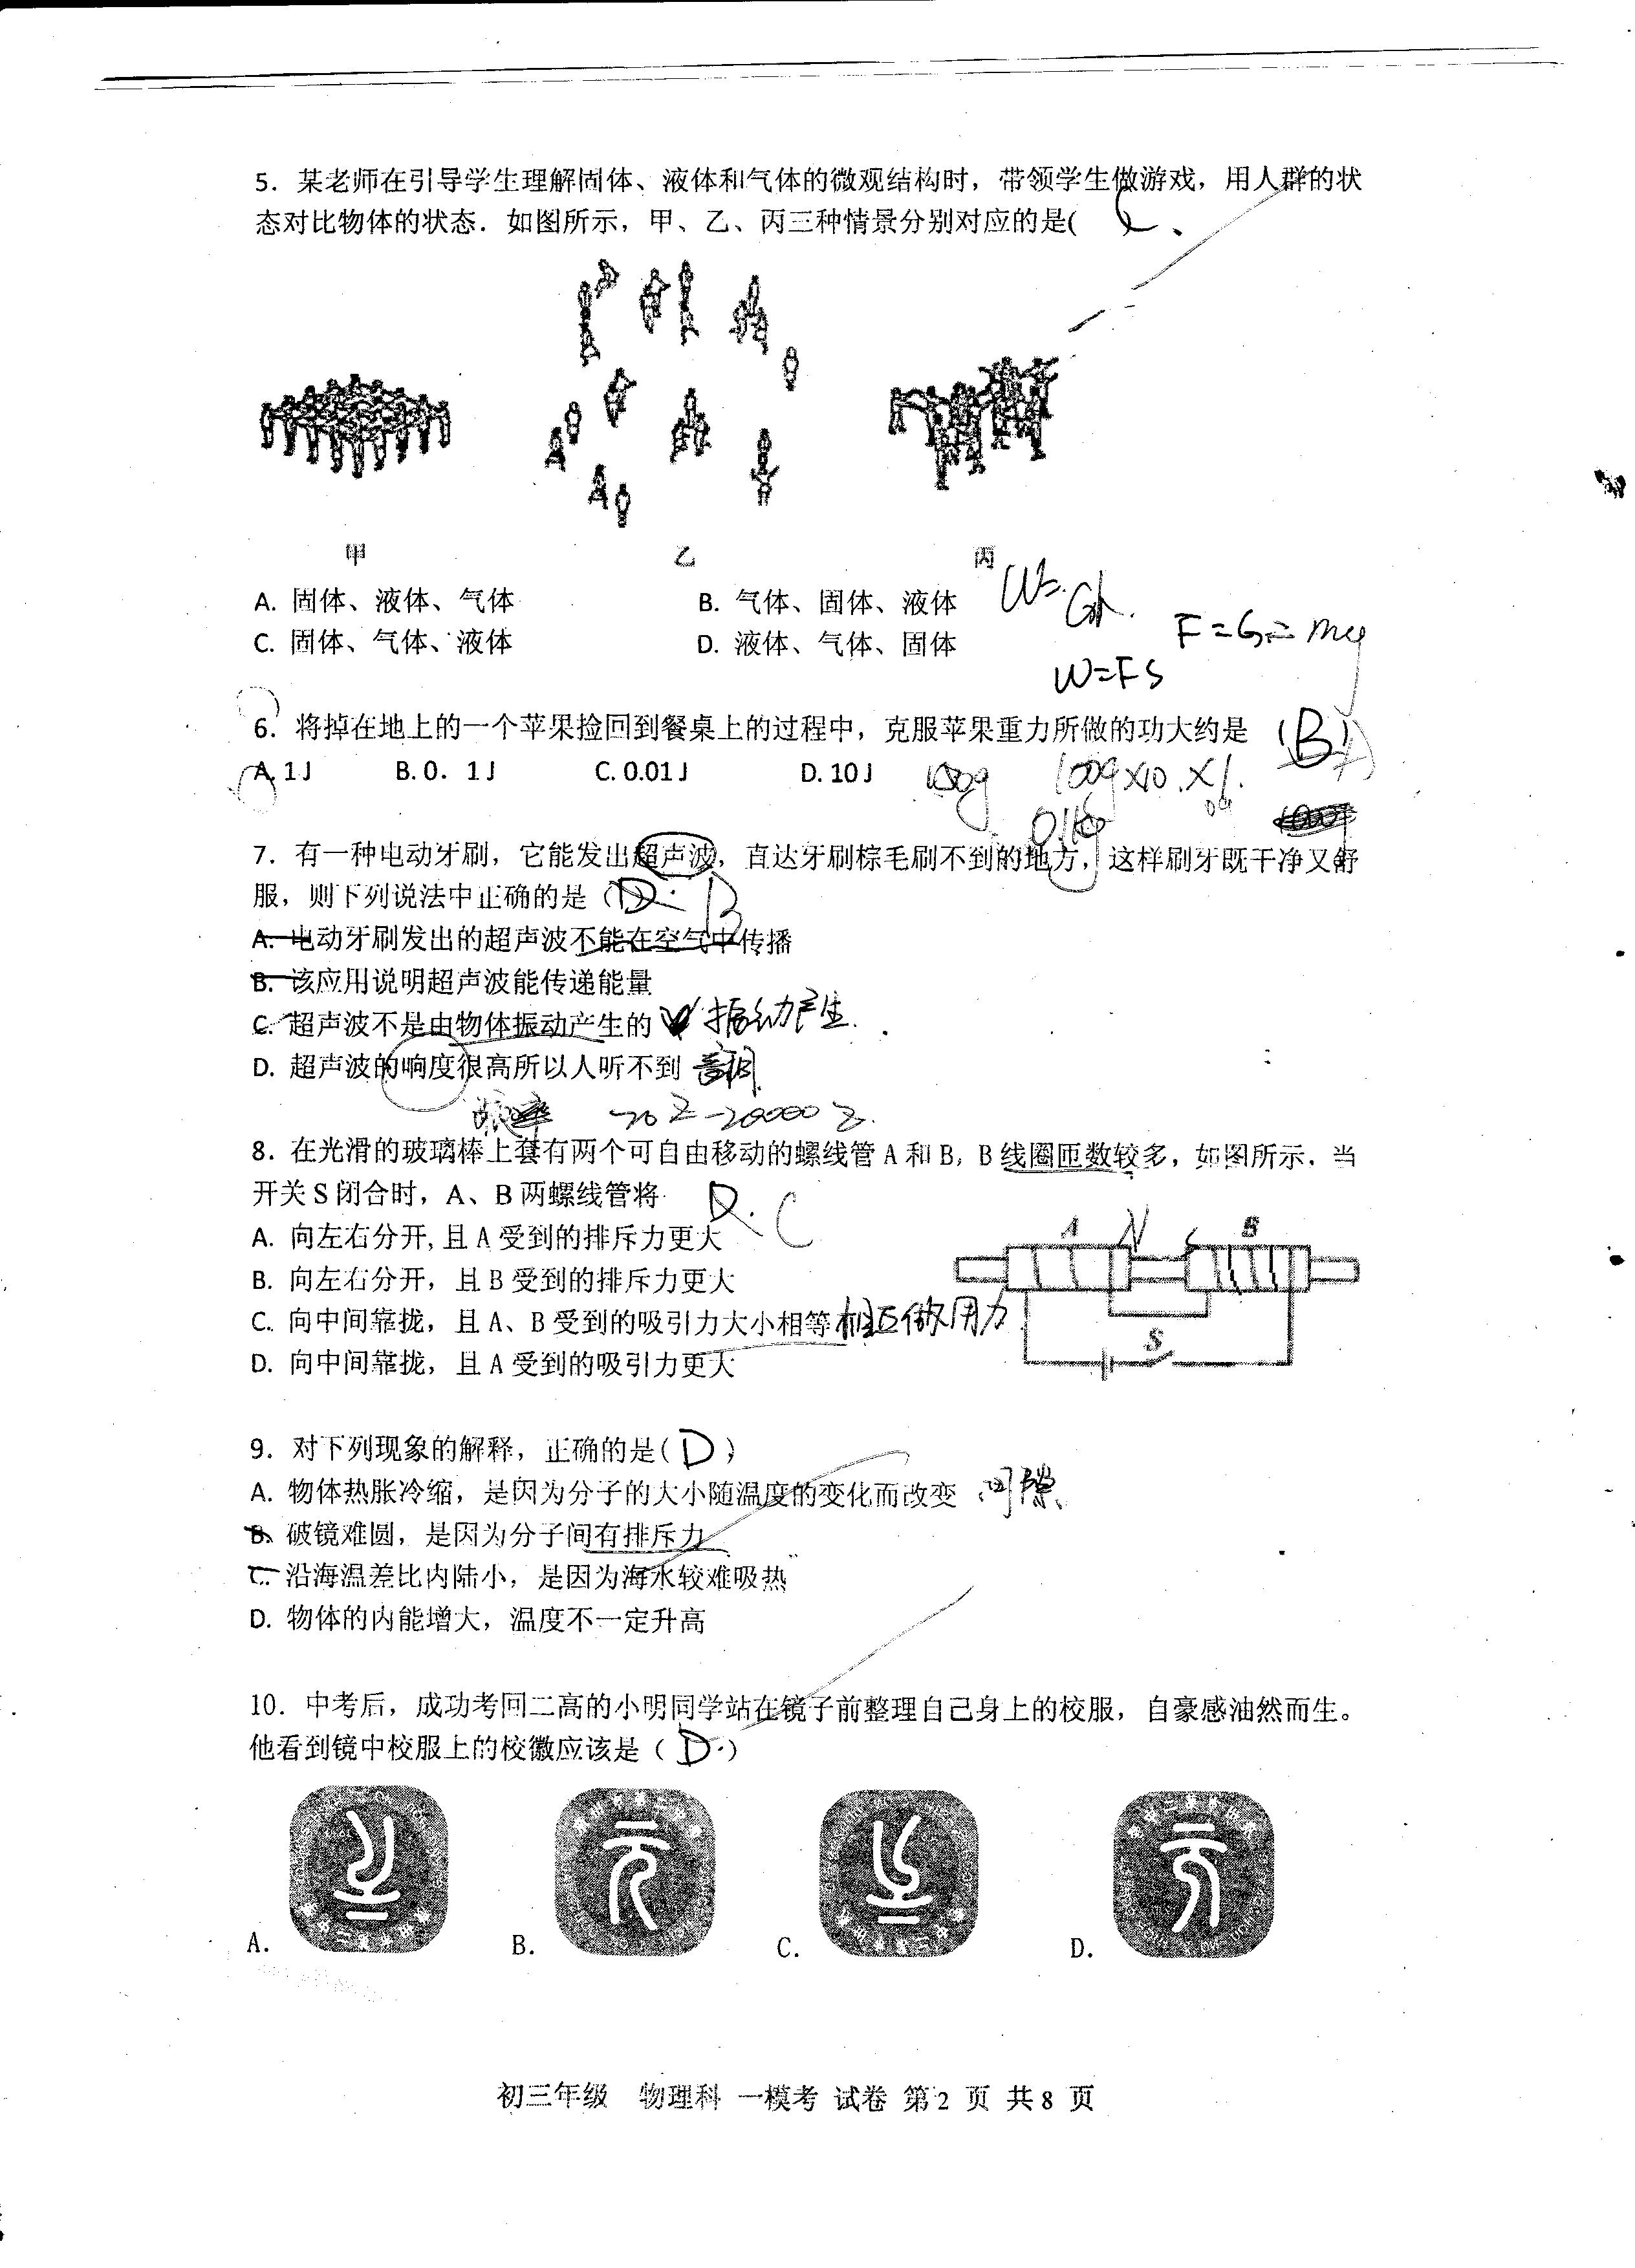 5. 某老师在引导学生理解固体、液体和气体的微观结构时，带领学生做游戏，用人群的状
态对比物体的状态．如图所示，甲、乙、丙三种情景分别对应的是(
甲 乙 丙
A. 固体、液体、气体 B. 气体、固体、液体
C. 固体、气体、液体 D. 液体、气体、固体
W= Gh.
F=G= mg
W=Fs
6. 将掉在地上的一个苹果捡回到餐桌上的过程中，克服苹果重力所做的功大约是 (B)
A. 1 J B. 0．1 J C. 0.01 J D. 10 J
100g×10.×1.
7. 有一种电动牙刷，它能发出超声波，直达牙刷棕毛刷不到的地方，这样刷牙既干净又舒
服，则下列说法中正确的是（D. B
A. 电动牙刷发出的超声波不能在空气中传播
B. 该应用说明超声波能传递能量
C. 超声波不是由物体振动产生的 振动产生.
D. 超声波的响度很高所以人听不到 音调
8. 在光滑的玻璃棒上套有两个可自由移动的螺线管 A 和 B, B 线圈匝数较多，如图所示，当
开关 S 闭合时，A、B 两螺线管将 D. C
A. 向左右分开, 且 A 受到的排斥力更大
B. 向左右分开，且 B 受到的排斥力更大
C. 向中间靠拢，且 A、B 受到的吸引力大小相等 相互作用力
D. 向中间靠拢，且 A 受到的吸引力更大
A N B
S
9. 对下列现象的解释，正确的是( D )
A. 物体热胀冷缩，是因为分子的大小随温度的变化而改变 间隙
B. 破镜难圆，是因为分子间有排斥力
C. 沿海温差比内陆小，是因为海水较难吸热
D. 物体的内能增大，温度不一定升高
10. 中考后，成功考回二高的小明同学站在镜子前整理自己身上的校服，自豪感油然而生。
他看到镜中校服上的校徽应该是（ D. ）
A. B. C. D.
初三年级 物理科 一模考 试卷 第 2 页 共 8 页